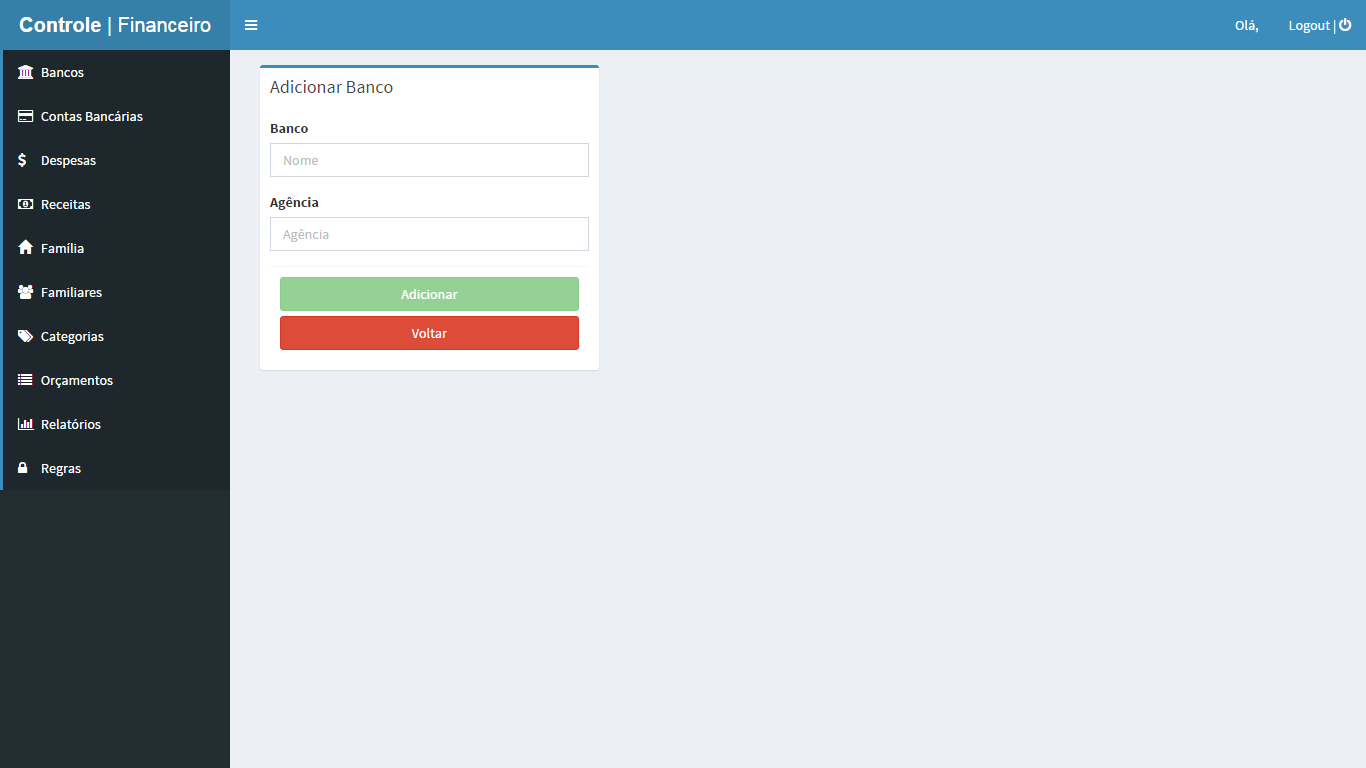 Controle | Financeiro
Olá,
Logout |
Bancos
Contas Bancárias
Despesas
Receitas
Família
Familiares
Categorias
Orçamentos
Relatórios
Regras
Adicionar Banco
Banco
Nome
Agência
Agência
Adicionar
Voltar